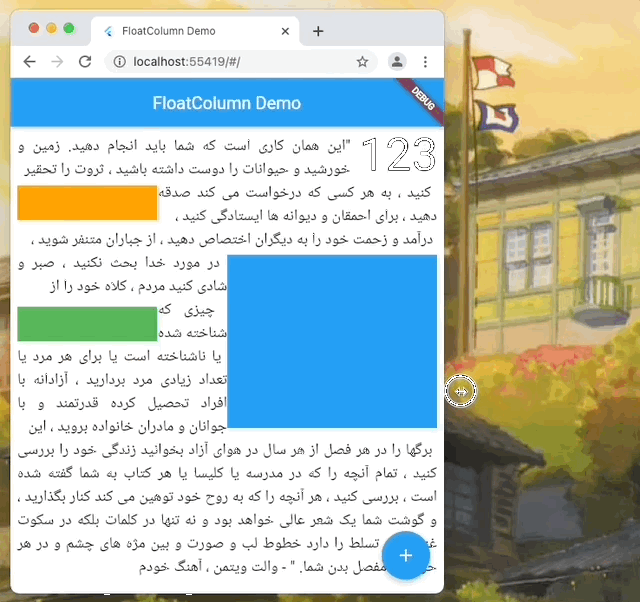 FloatColumn Demo
localhost:55419/#/
FloatColumn Demo
DEBUG
123
"این همان کاری است که شما باید انجام دهید. زمین و
خورشید و حیوانات را دوست داشته باشید ، ثروت را تحقیر
کنید ، به هر کسی که درخواست می کند صدقه
دهید ، برای احمقان و دیوانه ها ایستادگی کنید ،
درآمد و زحمت خود را به دیگران اختصاص دهید ، از جباران متنفر شوید ،
در مورد خدا بحث نکنید ، صبر و
شادی کنید مردم ، کلاه خود را از
چیزی که
شناخته شده
یا ناشناخته است یا برای هر مرد یا
تعداد زیادی مرد بردارید ، آزادانه با
افراد تحصیل کرده قدرتمند و با
جوانان و مادران خانواده بروید ، این
برگها را در هر فصل از هر سال در هوای آزاد بخوانید زندگی خود را بررسی
کنید ، تمام آنچه را که در مدرسه یا کلیسا یا هر کتاب به شما گفته شده
است ، بررسی کنید ، هر آنچه را که به روح خود توهین می کند کنار بگذارید ،
و گوشت شما یک شعر عالی خواهد بود و نه تنها در کلمات بلکه در سکوت
تسلط را دارد خطوط لب و صورت و بین مژه های چشم و در هر
مفصل بدن شما. " - والت ویتمن ، آهنگ خودم